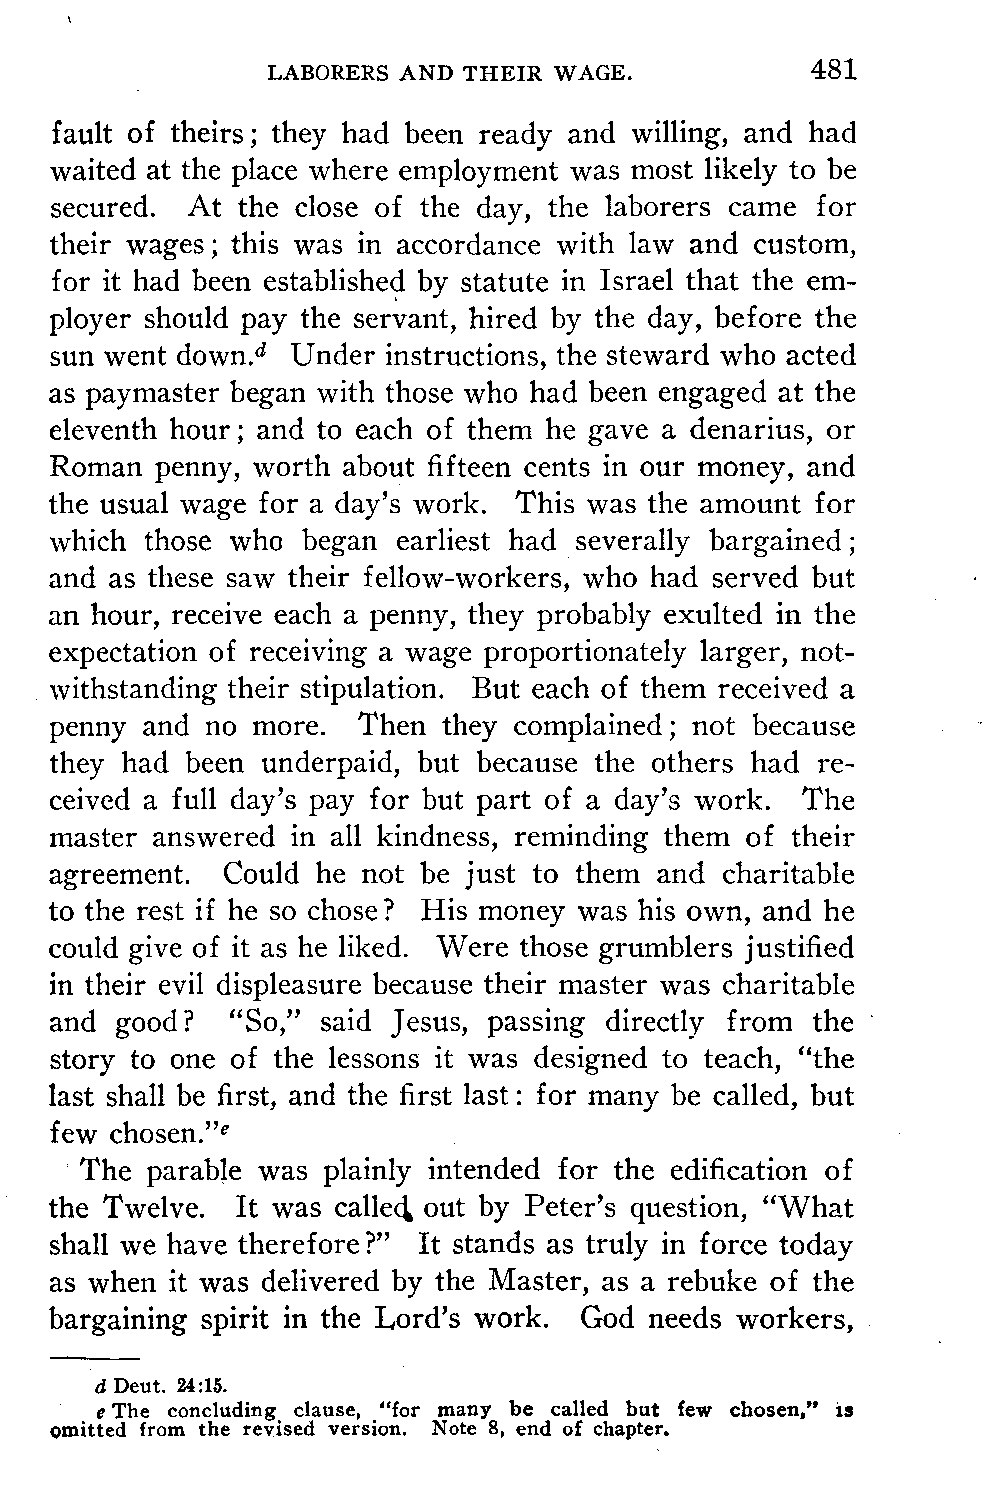 LABORERS AND THEIR WAGE. 481
fault of theirs; they had been ready and willing, and had
waited at the place where employment was most likely to be
secured. At the close of the day, the laborers came for
their wages; this was in accordance with law and custom,
for it had been established by statute in Israel that the em-
ployer should pay the servant, hired by the day, before the
sun went down.d Under instructions, the steward who acted
as paymaster began with those who had been engaged at the
eleventh hour; and to each of them he gave a denarius, or
Roman penny, worth about fifteen cents in our money, and
the usual wage for a day's work. This was the amount for
which those who began earliest had severally bargained;
and as these saw their fellow-workers, who had served but
an hour, receive each a penny, they probably exulted in the
expectation of receiving a wage proportionately larger, not-
withstanding their stipulation. But each of them received a
penny and no more. Then they complained; not because
they had been underpaid, but because the others had re-
ceived a full day's pay for but part of a day's work. The
master answered in all kindness, reminding them of their
agreement. Could he not be just to them and charitable
to the rest if he so chose? His money was his own, and he
could give of it as he liked. Were those grumblers justified
in their evil displeasure because their master was charitable
and good? “So,” said Jesus, passing directly from the
story to one of the lessons it was designed to teach, “the
last shall be first, and the first last: for many be called, but
few chosen.”e
The parable was plainly intended for the edification of
the Twelve. It was called out by Peter's question, “What
shall we have therefore?” It stands as truly in force today
as when it was delivered by the Master, as a rebuke of the
bargaining spirit in the Lord's work. God needs workers,
d Deut. 24:15.
e The concluding clause, “for many be called but few chosen,” is
omitted from the revised version. Note 8, end of chapter.